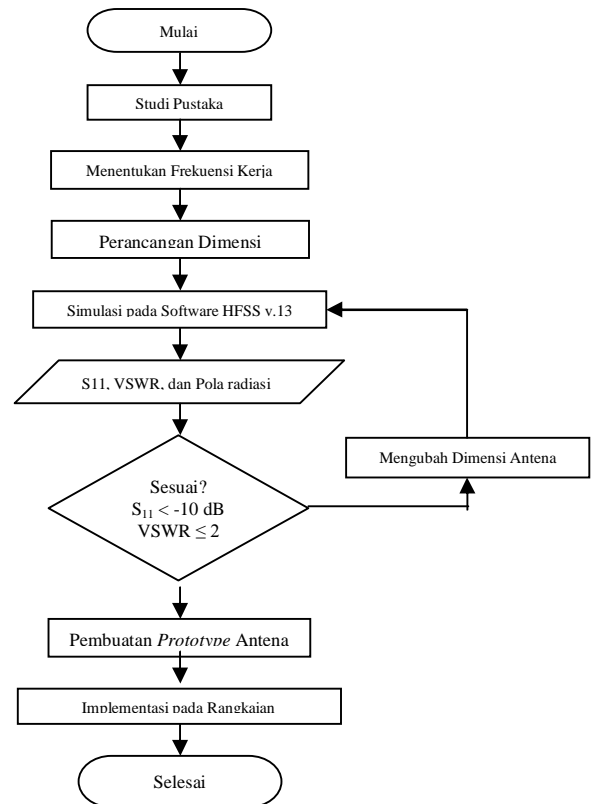 Mulai
Studi Pustaka
Menentukan Frekuensi Kerja
Perancangan Dimensi
Simulasi pada Software HFSS v.13
S11, VSWR, dan Pola radiasi
Mengubah Dimensi Antena
Sesuai?
S₁₁ < -10 dB
VSWR ≤ 2
Pembuatan Prototype Antena
Implementasi pada Rangkaian
Selesai